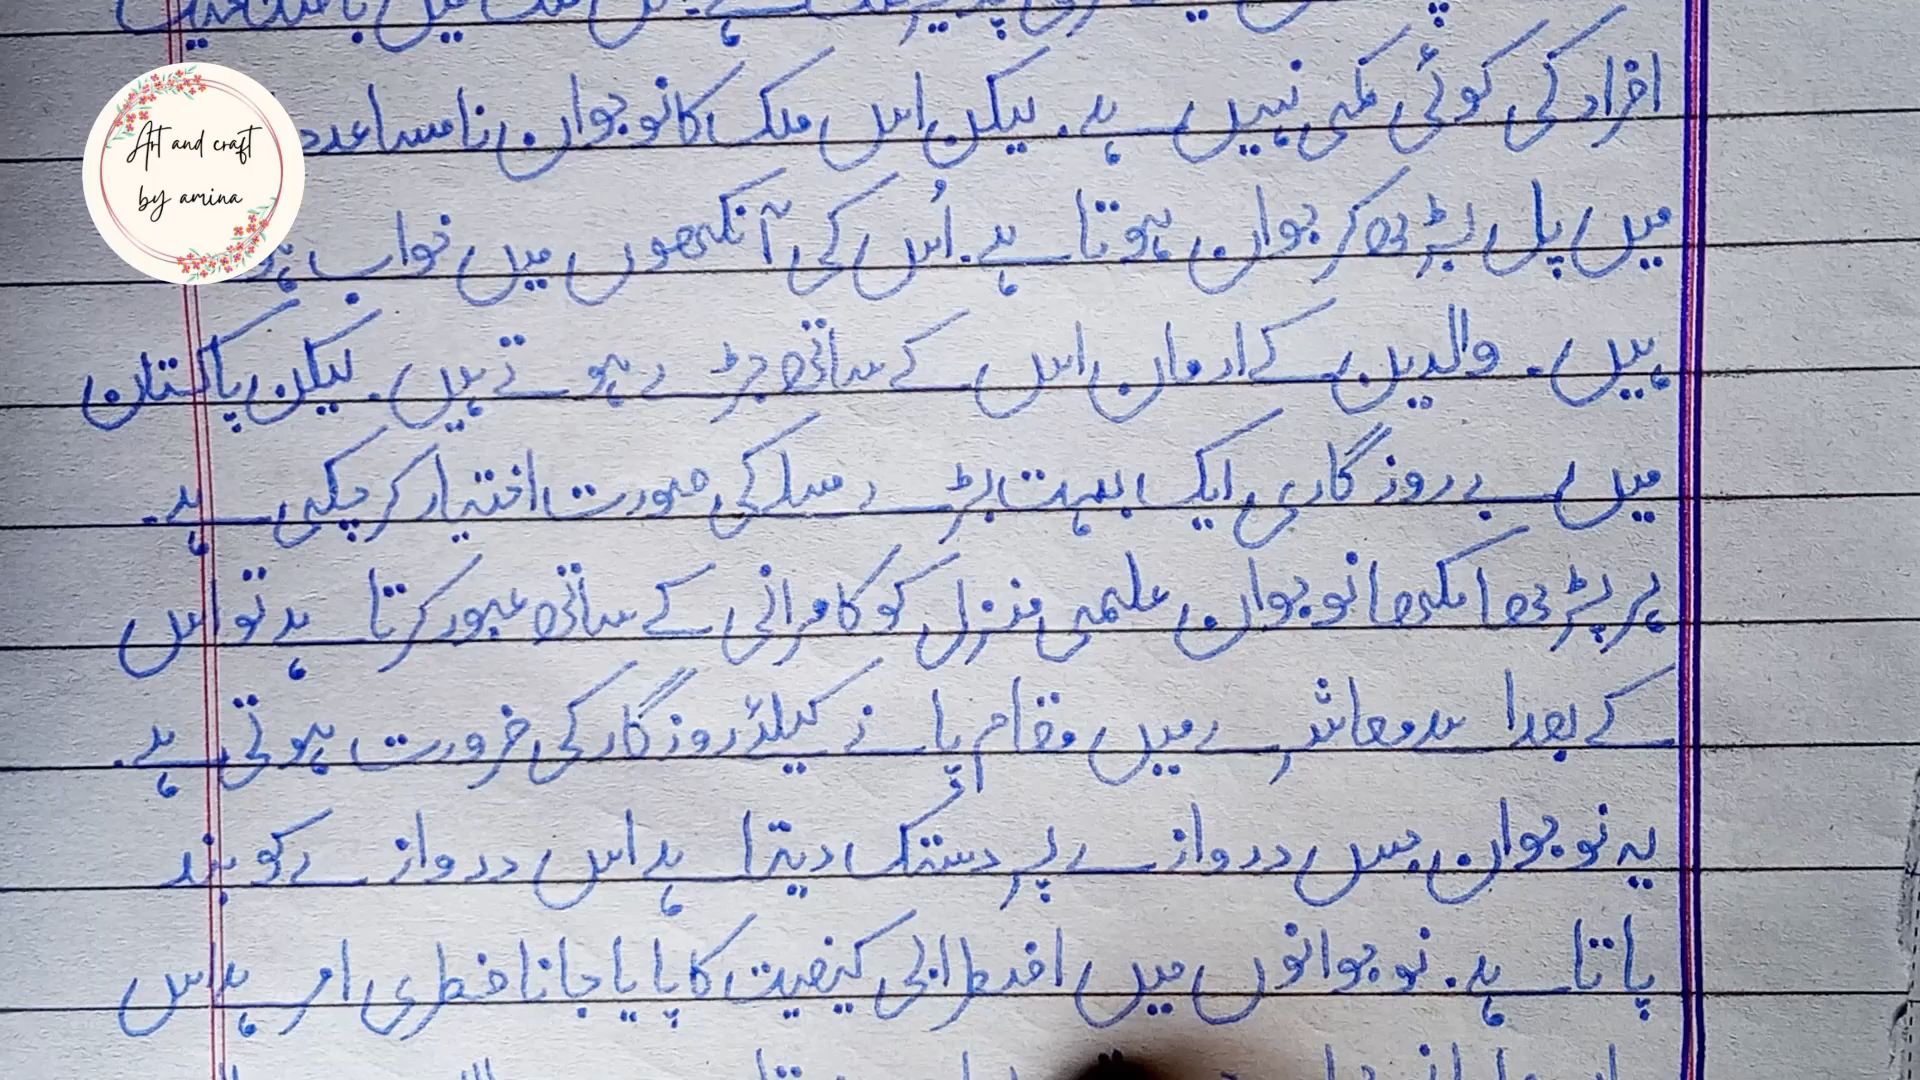 افراد کی کوئی کمی نہیں ہے۔ لیکن اس ملک کا نوجوان نامساعد
میں پل بڑھ کر جوان ہوتا ہے۔ اُس کی آنکھوں میں خواب
ہیں۔ والدین کے ارمان اس کے ساتھ جڑے ہوتے ہیں۔ لیکن پاکستان
میں بے روزگاری ایک بہت بڑے مسئلہ کی صورت اختیار کر چکی ہے۔
ہر پڑھا لکھا نوجوان علمی منزل کو کامرانی کے ساتھ عبور کرتا ہے تو اس
کے بعد اسے معاشرے میں مقام پانے کیلئے روزگار کی ضرورت ہوتی ہے۔
یہ نوجوان جس دروازے پر دستک دیتا ہے اس دروازے کو بند
پاتا ہے۔ نوجوانوں میں اضطرابی کیفیت کا پایا جانا فطری امر ہے اس
Art and craft
by amina